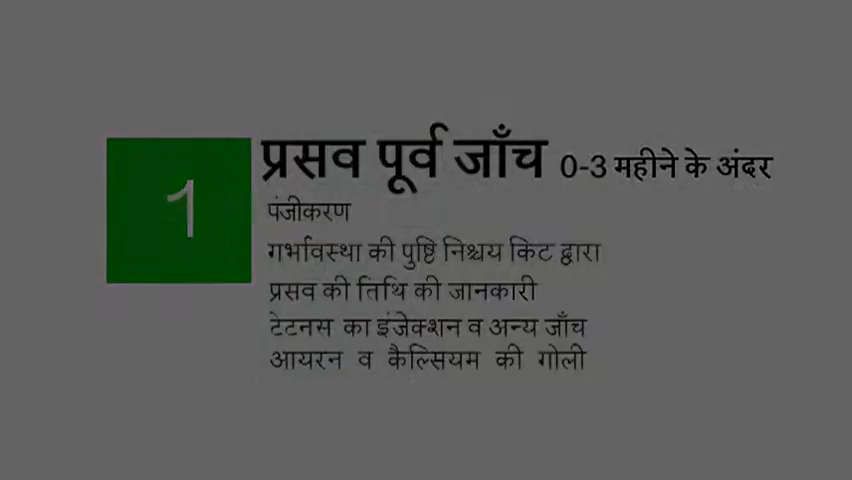 1
प्रसव पूर्व जाँच 0-3 महीने के अंदर
पंजीकरण
गर्भावस्था की पुष्टि निश्चय किट द्वारा
प्रसव की तिथि की जानकारी
टेटनस का इंजेक्शन व अन्य जाँच
आयरन व कैल्सियम की गोली